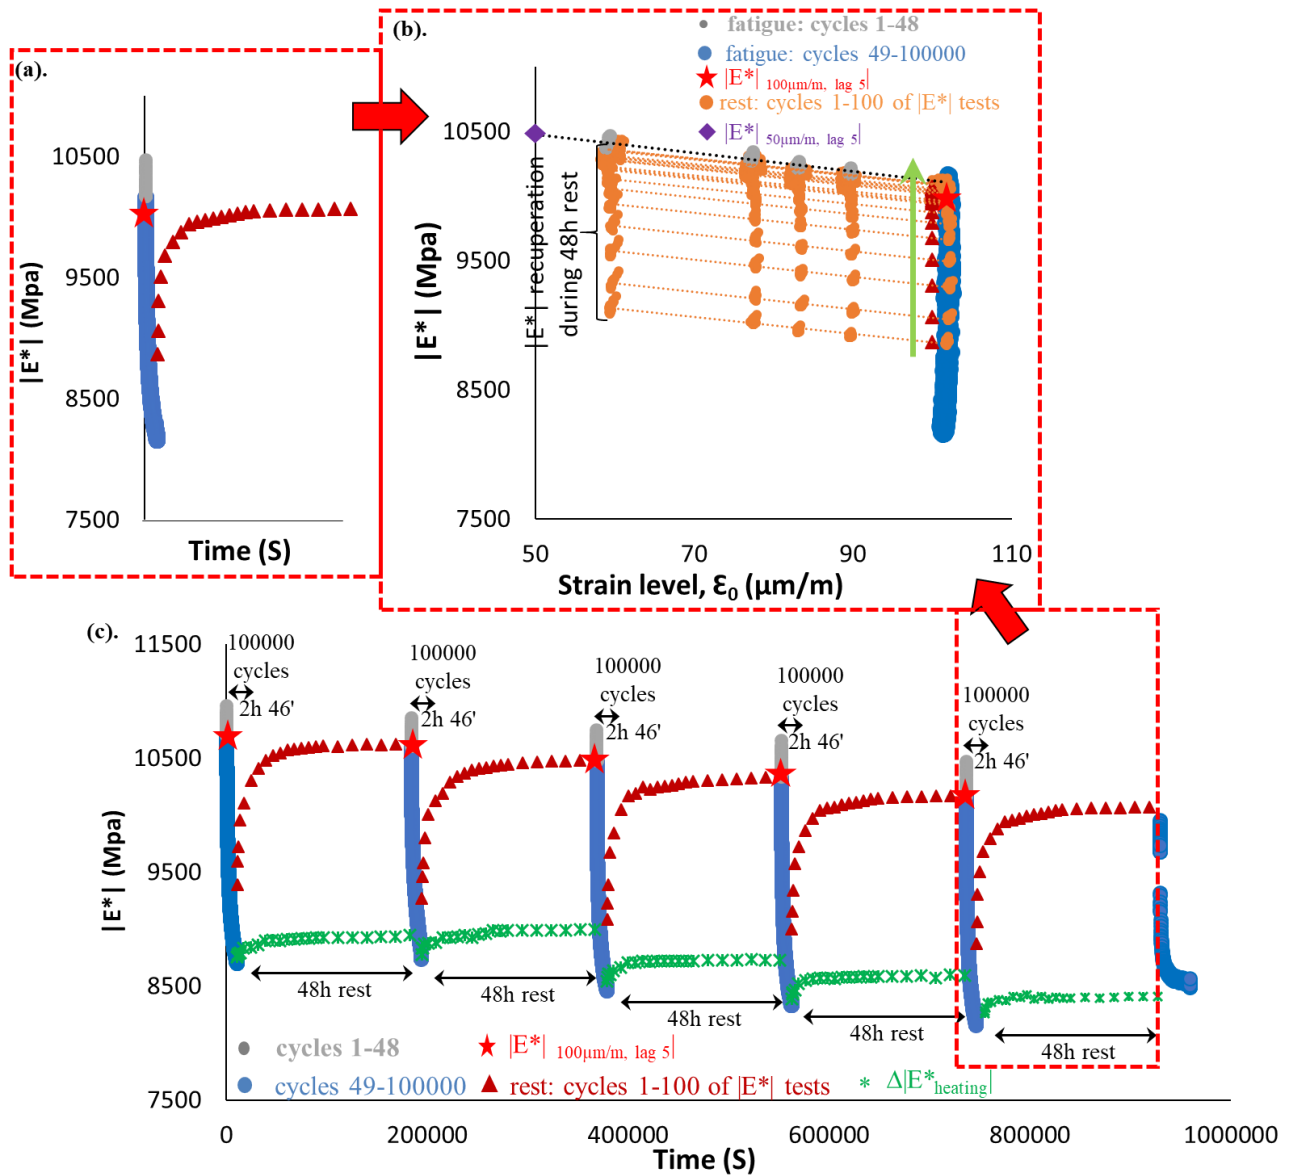 (a).
10500
9500
8500
7500
|E*| (Mpa)
Time (S)
(b).
fatigue: cycles 1-48
fatigue: cycles 49-100000
|E*| 100µm/m, lag 5|
rest: cycles 1-100 of |E*| tests
|E*| 50µm/m, lag 5|
10500
9500
8500
7500
|E*| (Mpa)
|E*| recuperation
during 48h rest
50
70
90
110
Strain level, Ɛ0 (µm/m)
(c).
11500
10500
9500
8500
7500
|E*| (Mpa)
100000
cycles
2h 46'
100000
cycles
2h 46'
100000
cycles
2h 46'
100000
cycles
2h 46'
100000
cycles
2h 46'
48h rest
48h rest
48h rest
48h rest
48h rest
cycles 1-48
|E*| 100µm/m, lag 5|
cycles 49-100000
rest: cycles 1-100 of |E*| tests
Δ|E*heating|
0
200000
400000
600000
800000
1000000
Time (S)